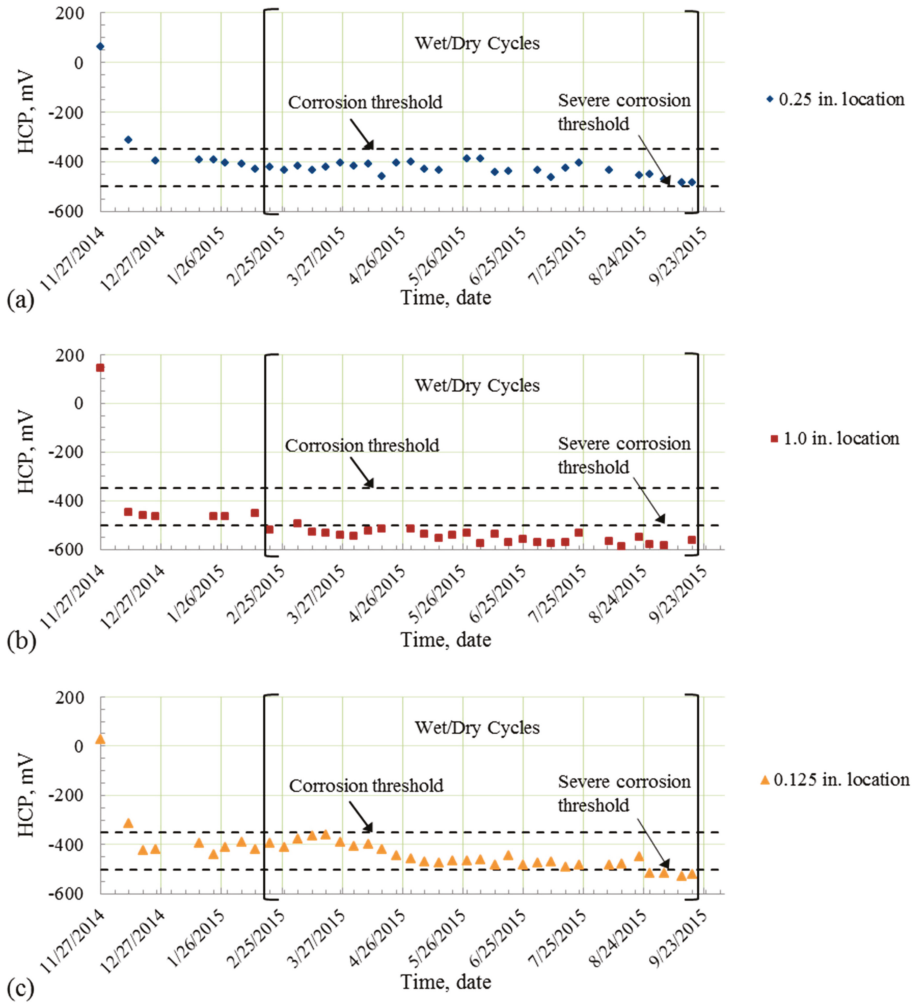 200
0
-200
-400
-600
HCP, mV
Wet/Dry Cycles
Corrosion threshold
Severe corrosion
threshold
0.25 in. location
11/27/2014
12/27/2014
1/26/2015
2/25/2015
3/27/2015
4/26/2015
5/26/2015
6/25/2015
7/25/2015
8/24/2015
9/23/2015
(a)
Time, date
200
0
-200
-400
-600
HCP, mV
Wet/Dry Cycles
Corrosion threshold
Severe corrosion
threshold
1.0 in. location
11/27/2014
12/27/2014
1/26/2015
2/25/2015
3/27/2015
4/26/2015
5/26/2015
6/25/2015
7/25/2015
8/24/2015
9/23/2015
(b)
Time, date
200
0
-200
-400
-600
HCP, mV
Wet/Dry Cycles
Corrosion threshold
Severe corrosion
threshold
0.125 in. location
11/27/2014
12/27/2014
1/26/2015
2/25/2015
3/27/2015
4/26/2015
5/26/2015
6/25/2015
7/25/2015
8/24/2015
9/23/2015
(c)
Time, date